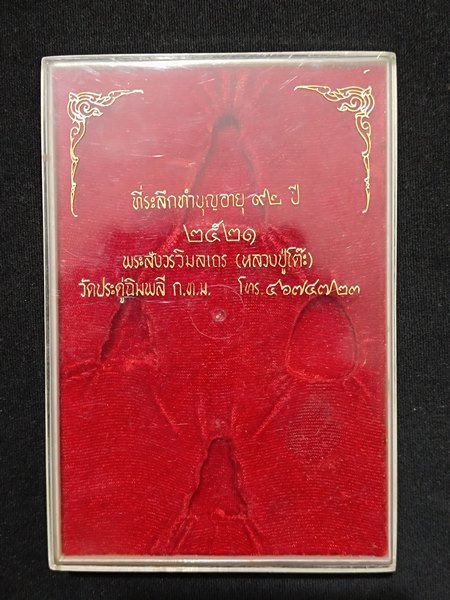 ที่ระลึกทำบุญอายุ ๙๒ ปี
๒๕๒๑
พระสังวรวิมลเถร (หลวงปู่โต๊ะ)
วัดประดู่ฉิมพลี ก.ท.ม. โทร. ๔๖๗๔๗๒๓